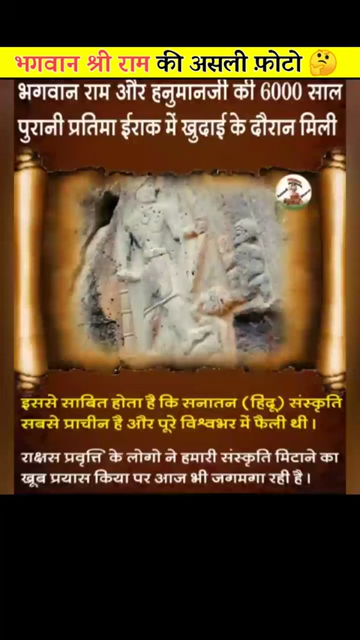 भगवान श्री राम की असली फ़ोटो 🤔
भगवान राम और हनुमानजी की 6000 साल
पुरानी प्रतिमा ईराक में खुदाई के दौरान मिली
इससे साबित होता है कि सनातन (हिंदू) संस्कृति
सबसे प्राचीन है और पूरे विश्वभर में फैली थी ।
राक्षस प्रवृत्ति के लोगो ने हमारी संस्कृति मिटाने का
खूब प्रयास किया पर आज भी जगमगा रही है ।